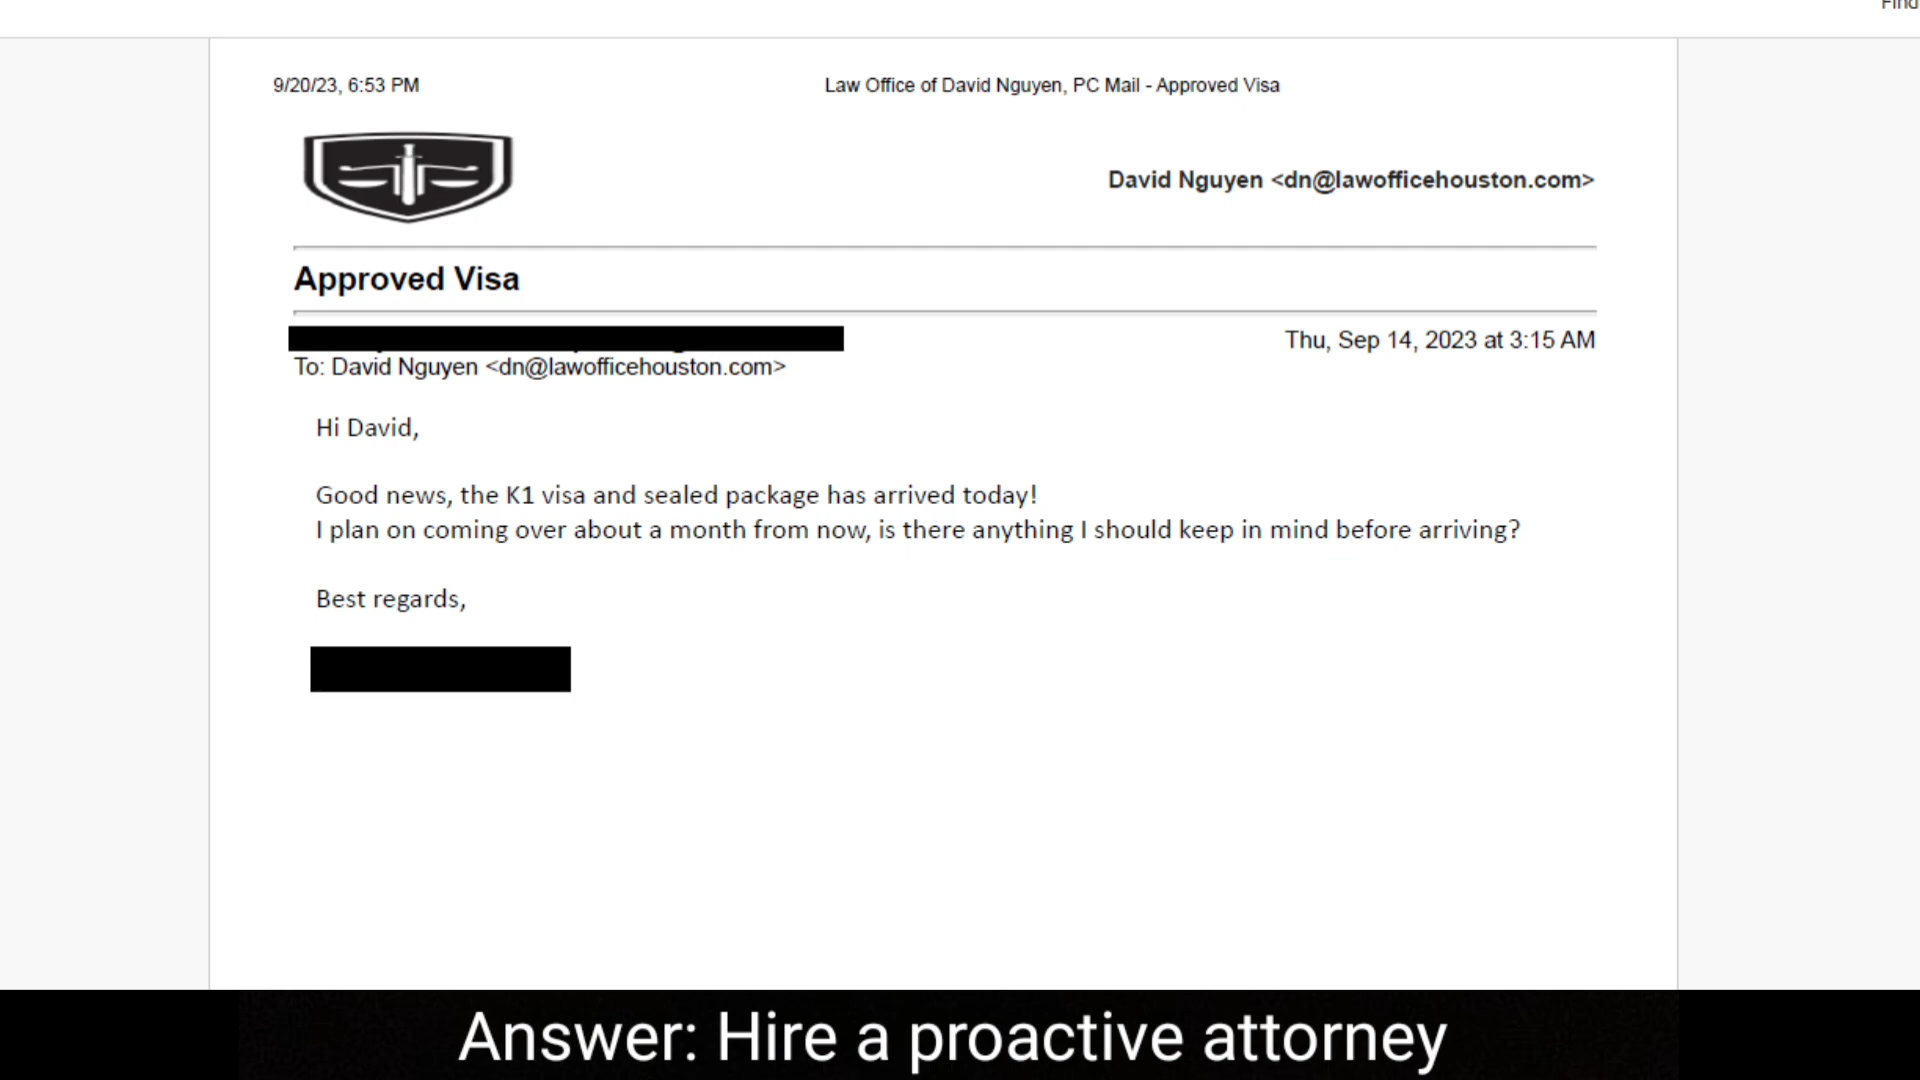 Find
9/20/23, 6:53 PM
Law Office of David Nguyen, PC Mail - Approved Visa
David Nguyen <dn@lawofficehouston.com>
Approved Visa
Thu, Sep 14, 2023 at 3:15 AM
To: David Nguyen <dn@lawofficehouston.com>
Hi David,
Good news, the K1 visa and sealed package has arrived today!
I plan on coming over about a month from now, is there anything I should keep in mind before arriving?
Best regards,
Answer: Hire a proactive attorney